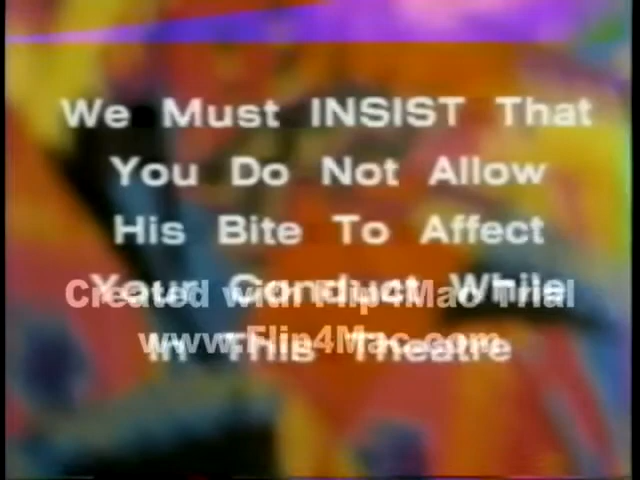 We Must INSIST That
You Do Not Allow
His Bite To Affect
Your Conduct While
Created with Flip4Mac Trial
www.Flip4Mac.com
In This Theatre